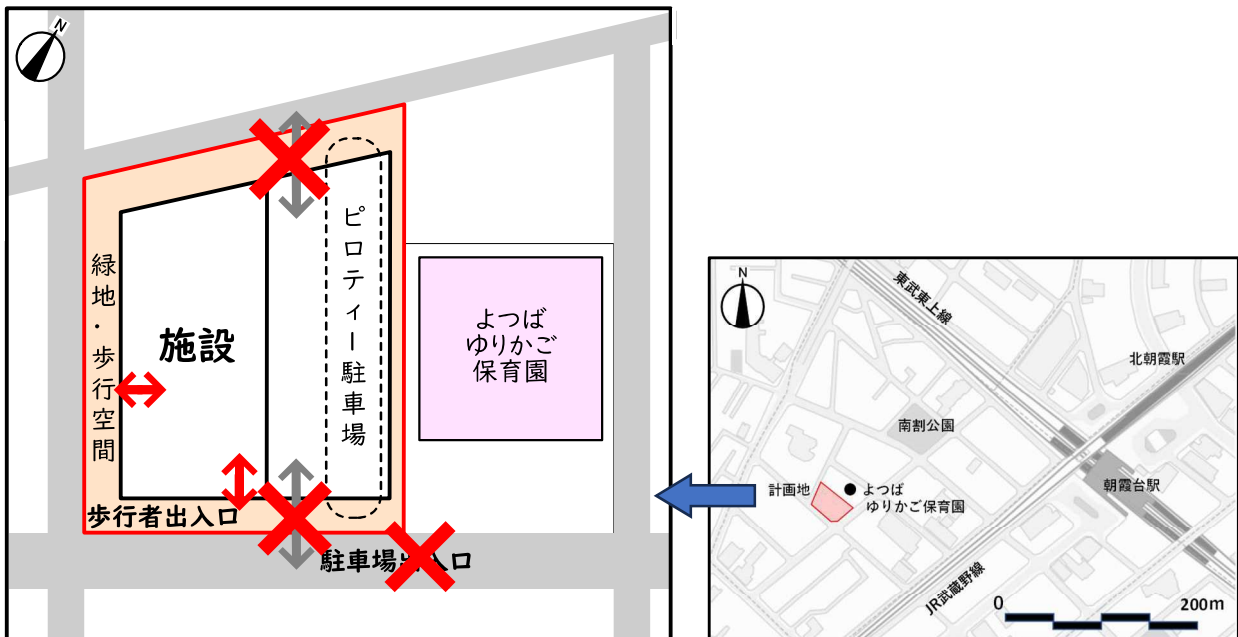 N
緑地・歩行空間
施設
ピロティー駐車場
よつば
ゆりかご
保育園
歩行者出入口
駐車場出入口
N
東武東上線
北朝霞駅
南割公園
朝霞台駅
計画地
よつば
ゆりかご保育園
JR武蔵野線
0
200m